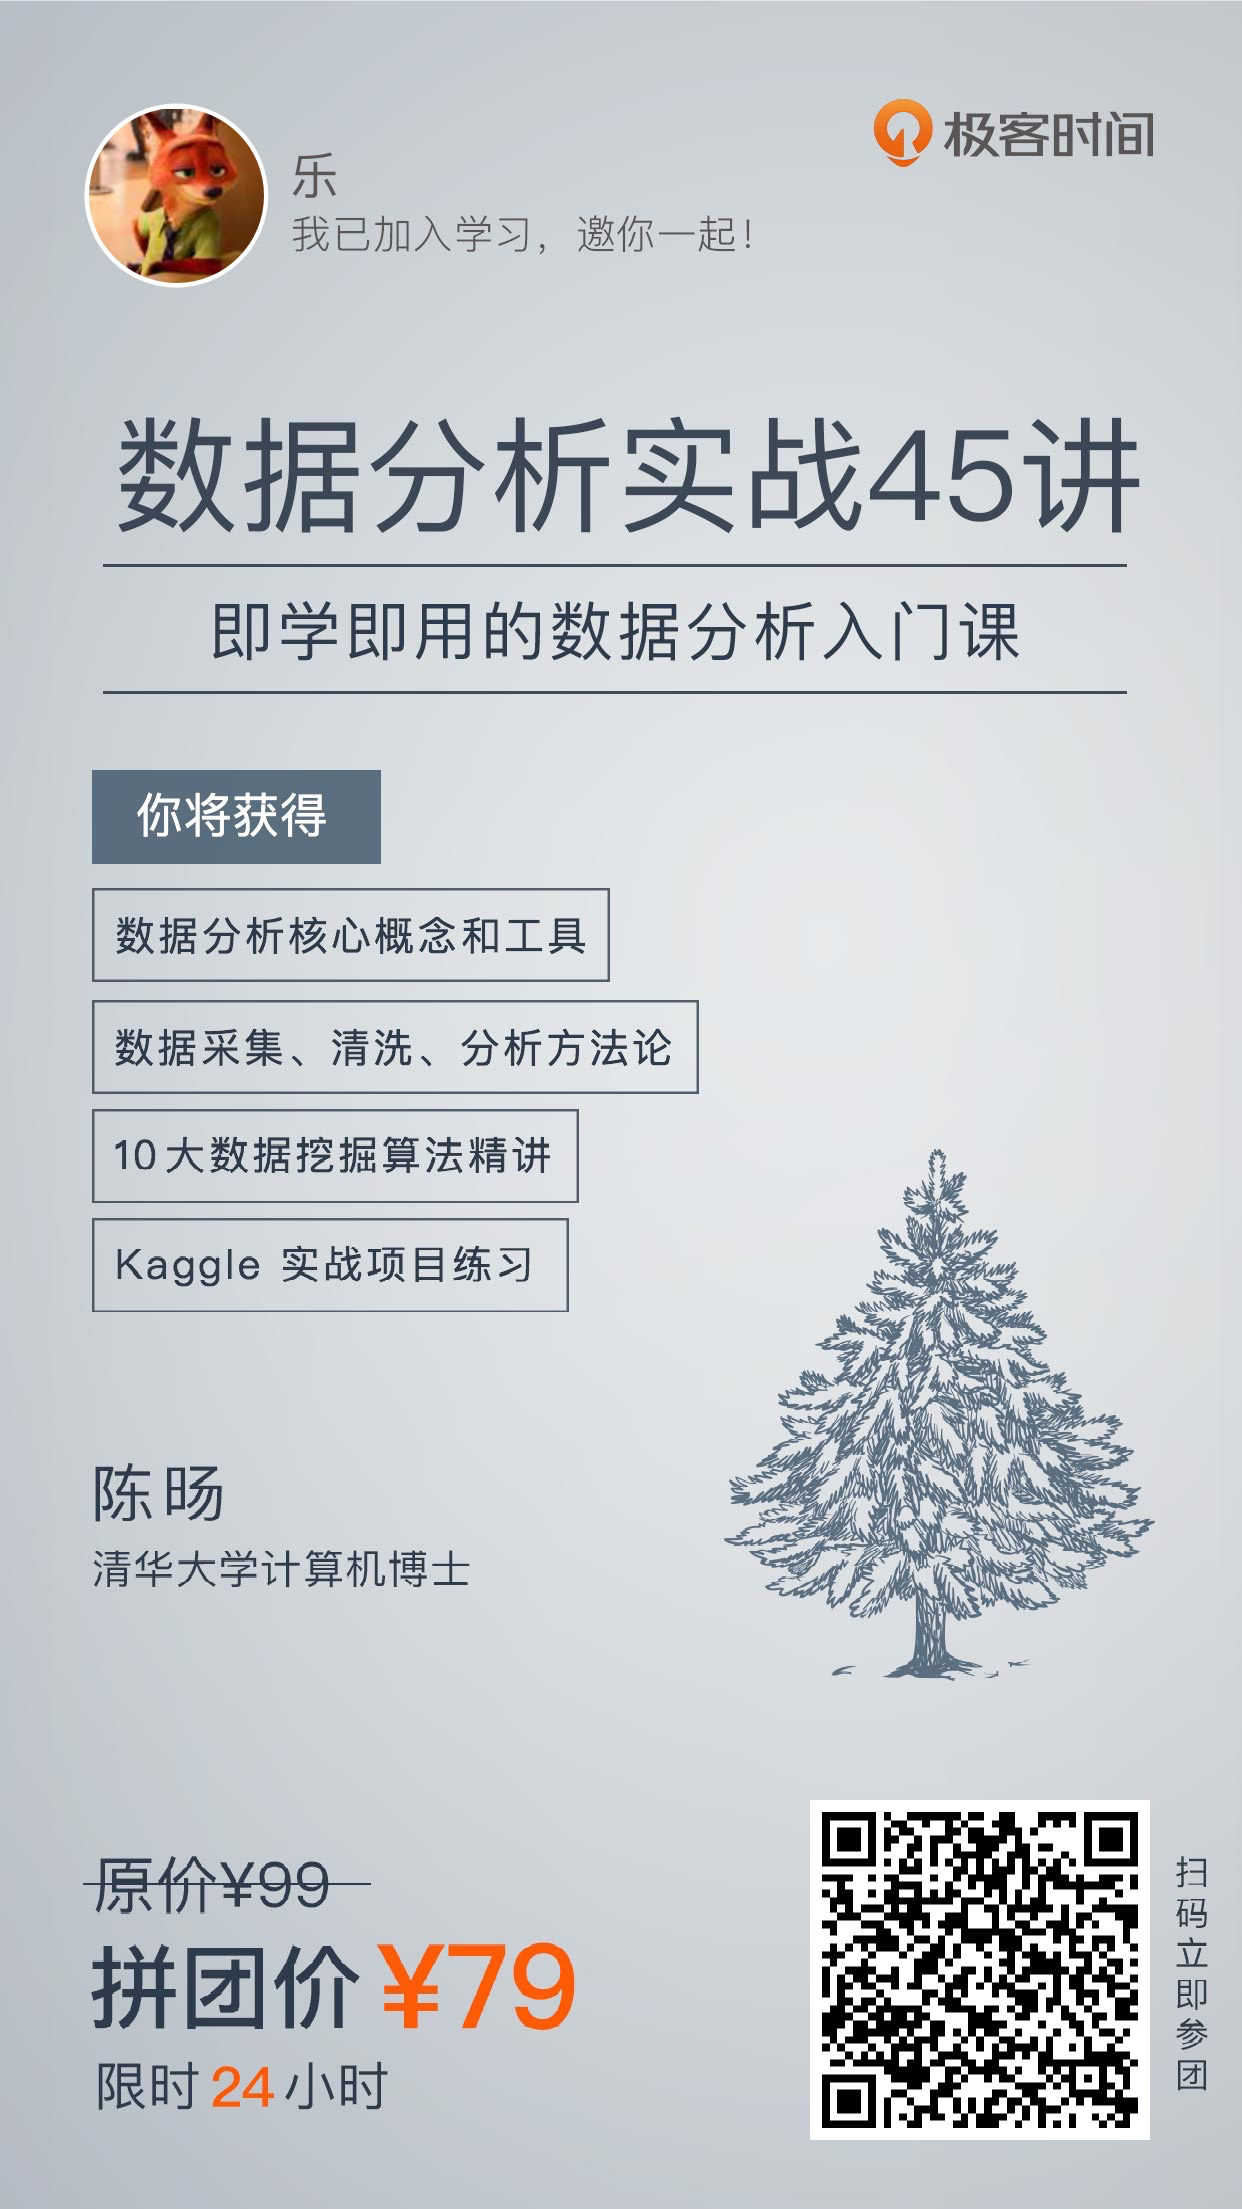 极客时间
乐
我已加入学习，邀你一起！
数据分析实战45讲
即学即用的数据分析入门课
你将获得
数据分析核心概念和工具
数据采集、清洗、分析方法论
10大数据挖掘算法精讲
Kaggle 实战项目练习
陈旸
清华大学计算机博士
原价¥99
拼团价¥79
限时24小时
扫码立即参团